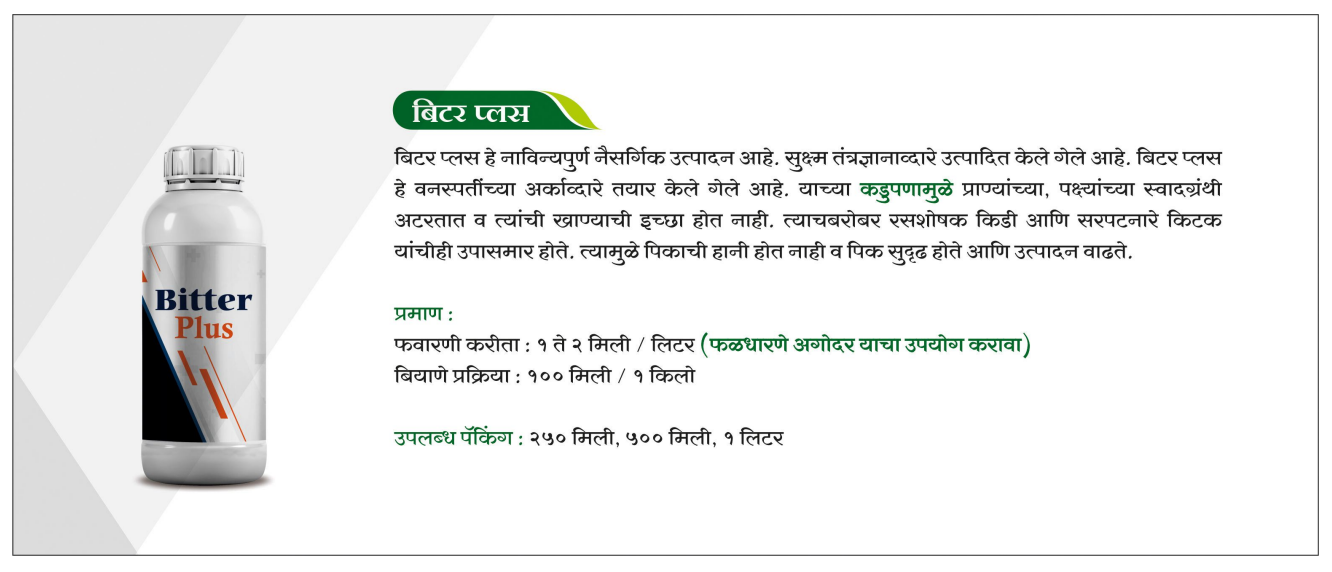 बिटर प्लस
बिटर प्लस हे नाविन्यपुर्ण नैसर्गिक उत्पादन आहे. सुक्ष्म तंत्रज्ञानाव्दारे उत्पादित केले गेले आहे. बिटर प्लस
हे वनस्पतींच्या अर्काव्दारे तयार केले गेले आहे. याच्या कडुपणामुळे प्राण्यांच्या, पक्ष्यांच्या स्वादग्रंथी
अटरतात व त्यांची खाण्याची इच्छा होत नाही. त्याचबरोबर रसशोषक किडी आणि सरपटनारे किटक
यांचीही उपासमार होते. त्यामुळे पिकाची हानी होत नाही व पिक सुदृढ होते आणि उत्पादन वाढते.
Bitter
Plus
प्रमाण :
फवारणी करीता : १ ते २ मिली / लिटर (फळधारणे अगोदर याचा उपयोग करावा)
बियाणे प्रक्रिया : १०० मिली / १ किलो
उपलब्ध पॅकिंग : २५० मिली, ५०० मिली, १ लिटर